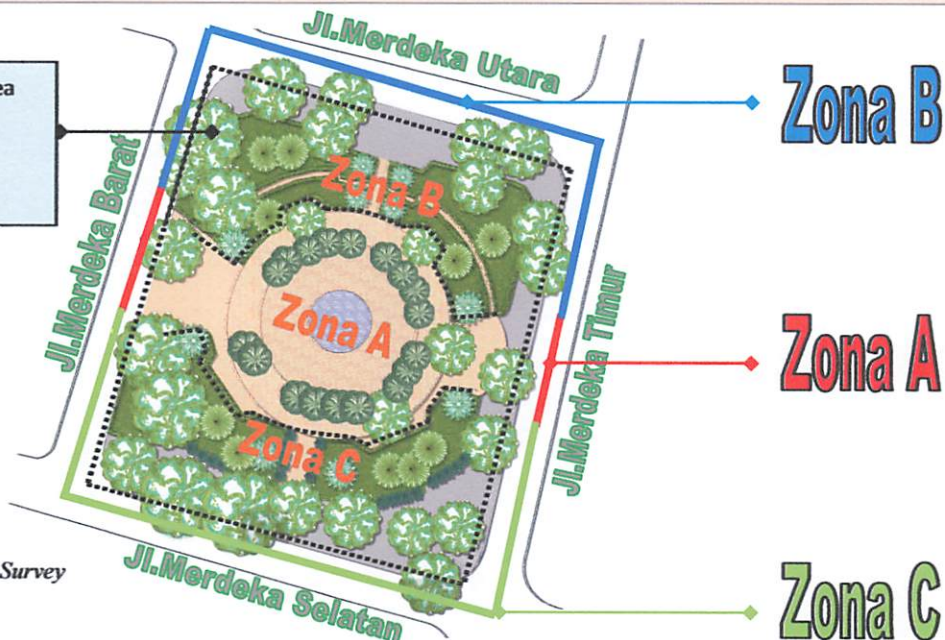 Jl.Merdeka Utara
ea
Zona B
Jl.Merdeka Barat
Zona B
Jl.Merdeka Timur
Zona A
Zona A
Zona C
Survey
Jl.Merdeka Selatan
Zona C